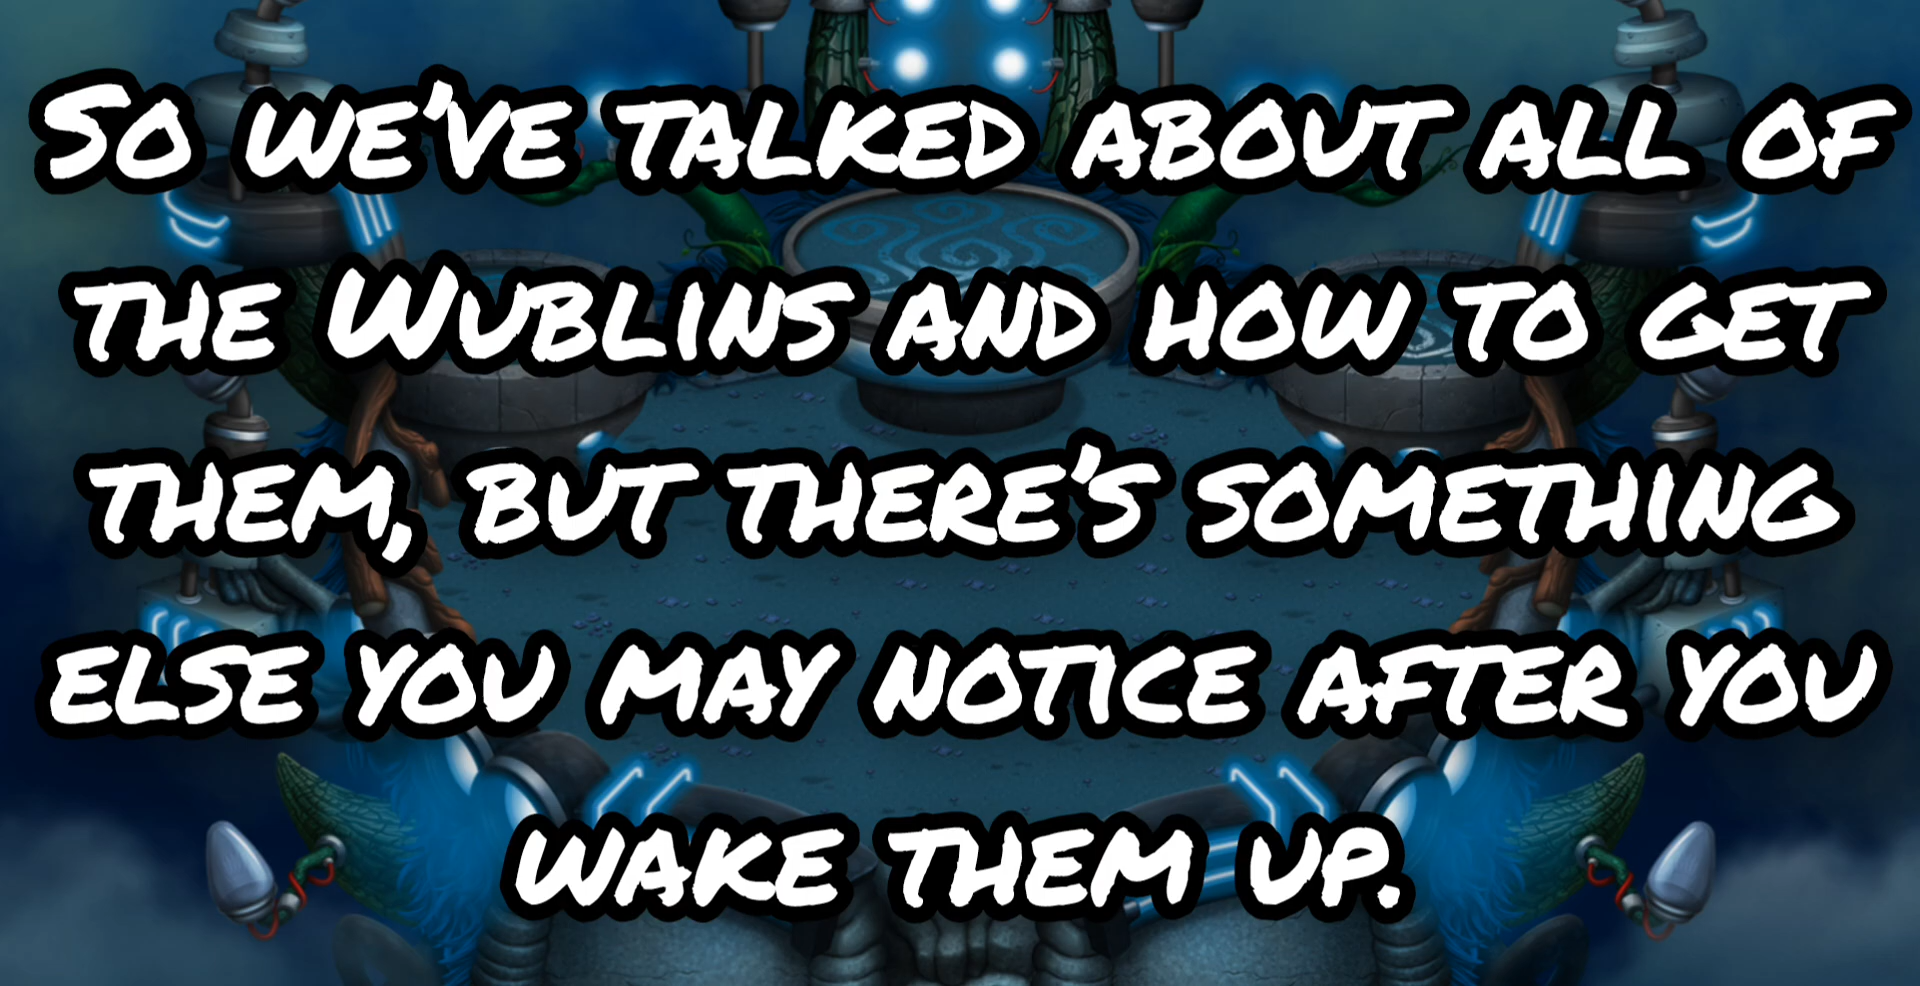 So we've talked about all of
the Wublins and how to get
them, but there's something
else you may notice after you
wake them up.